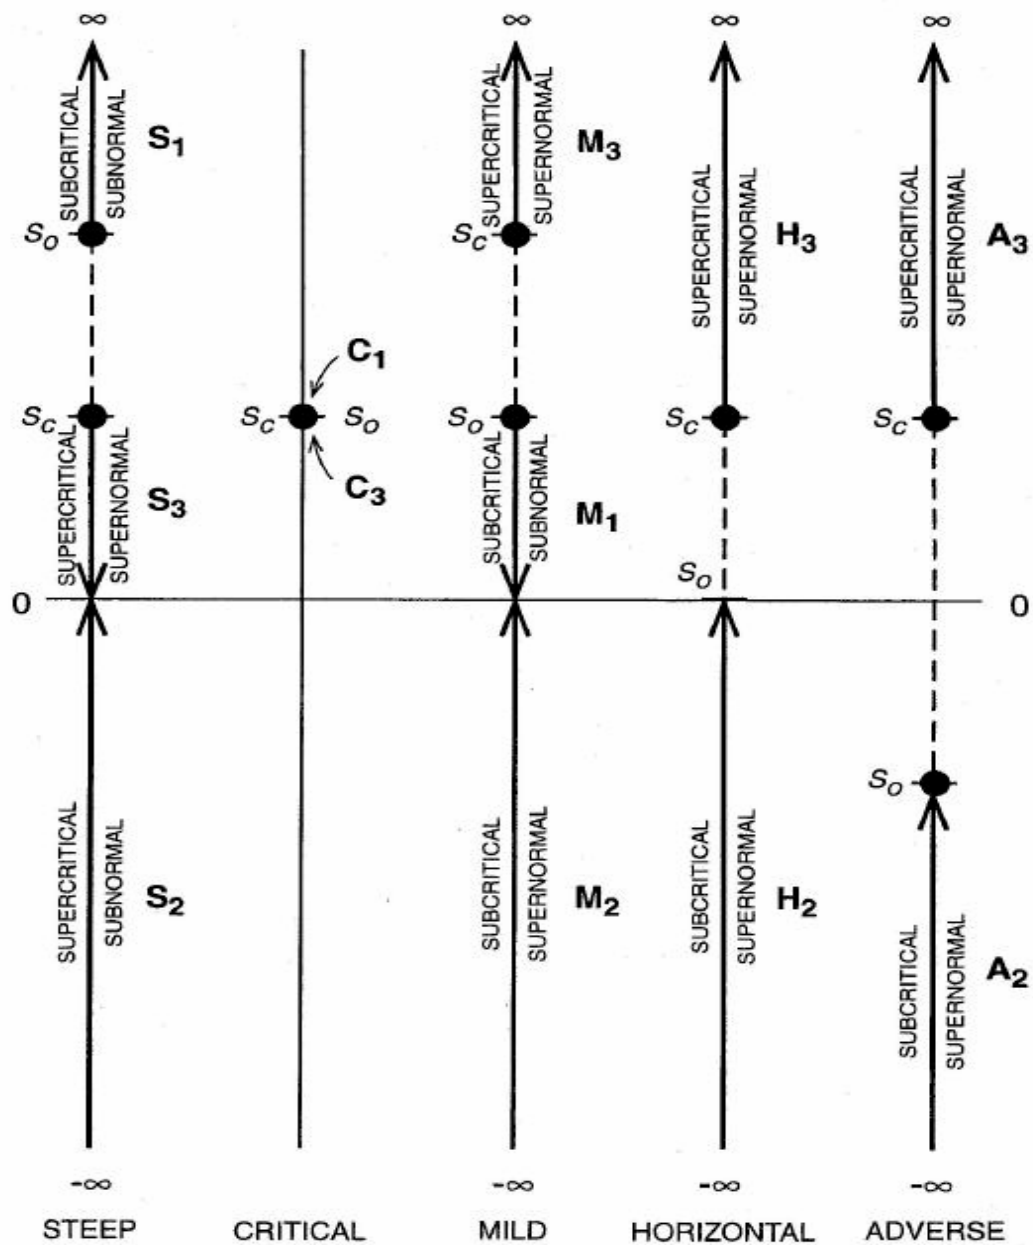 ∞ ∞ ∞ ∞
SUBCRITICAL SUBNORMAL S1
SUPERCRITICAL SUPERNORMAL M3
SUPERCRITICAL SUPERNORMAL H3
SUPERCRITICAL SUPERNORMAL A3
So Sc
C1
Sc Sc So So Sc Sc
C3
SUPERCRITICAL SUPERNORMAL S3
SUBCRITICAL SUBNORMAL M1
So
0 0
So
SUPERCRITICAL SUBNORMAL S2
SUBCRITICAL SUPERNORMAL M2
SUBCRITICAL SUPERNORMAL H2
SUBCRITICAL SUPERNORMAL A2
-∞ -∞ -∞ -∞
STEEP CRITICAL MILD HORIZONTAL ADVERSE